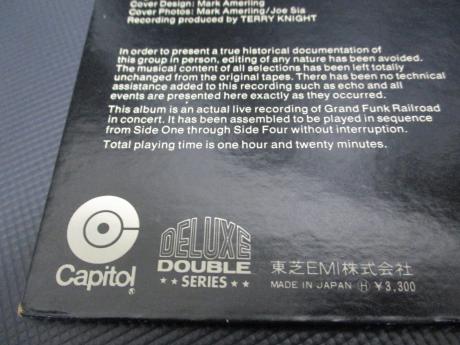 Cover Design: Mark Amerling
Cover Photos: Mark Amerling/Joe Sia
Recording produced by TERRY KNIGHT
In order to present a true historical documentation of
this group in person, editing of any nature has been avoided.
The musical content of all selections has been left totally
unchanged from the original tapes. There has been no technical
assistance added to this recording such as echo and all
events are presented here exactly as they occurred.
This album is an actual live recording of Grand Funk Railroad
in concert. It has been assembled to be played in sequence
from Side One through Side Four without interruption.
Total playing time is one hour and twenty minutes.
Capitol®
DELUXE
DOUBLE
★★ SERIES ★★
東芝EMI株式会社
MADE IN JAPAN Ⓗ ¥3,300